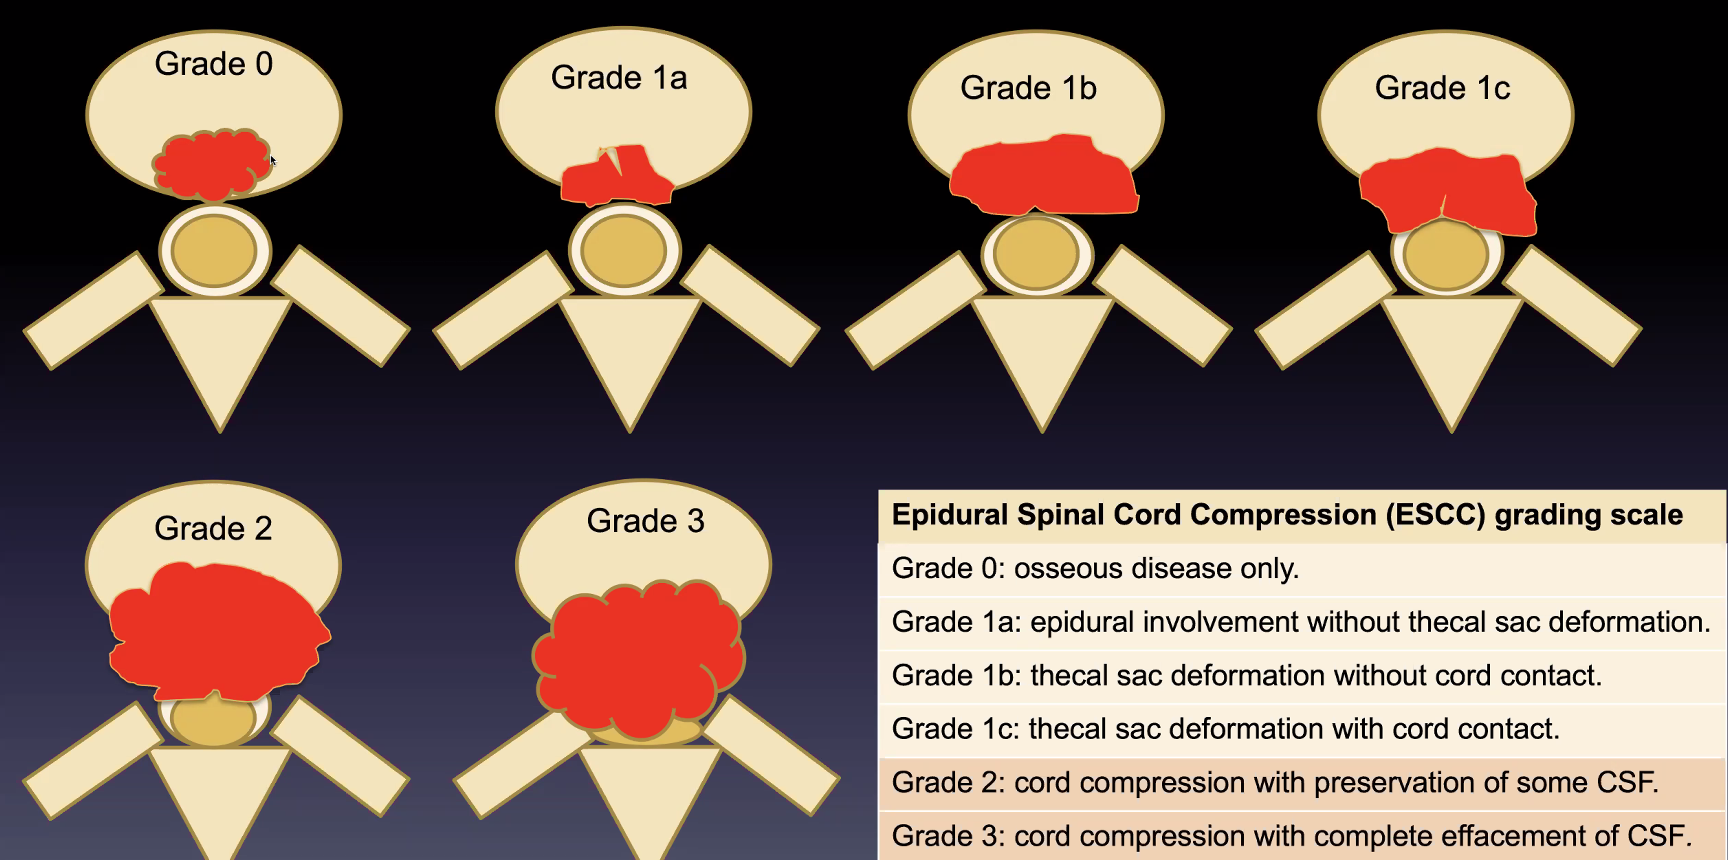 Grade 0
Grade 1a
Grade 1b
Grade 1c
Grade 2
Grade 3
Epidural Spinal Cord Compression (ESCC) grading scale
Grade 0: osseous disease only.
Grade 1a: epidural involvement without thecal sac deformation.
Grade 1b: thecal sac deformation without cord contact.
Grade 1c: thecal sac deformation with cord contact.
Grade 2: cord compression with preservation of some CSF.
Grade 3: cord compression with complete effacement of CSF.